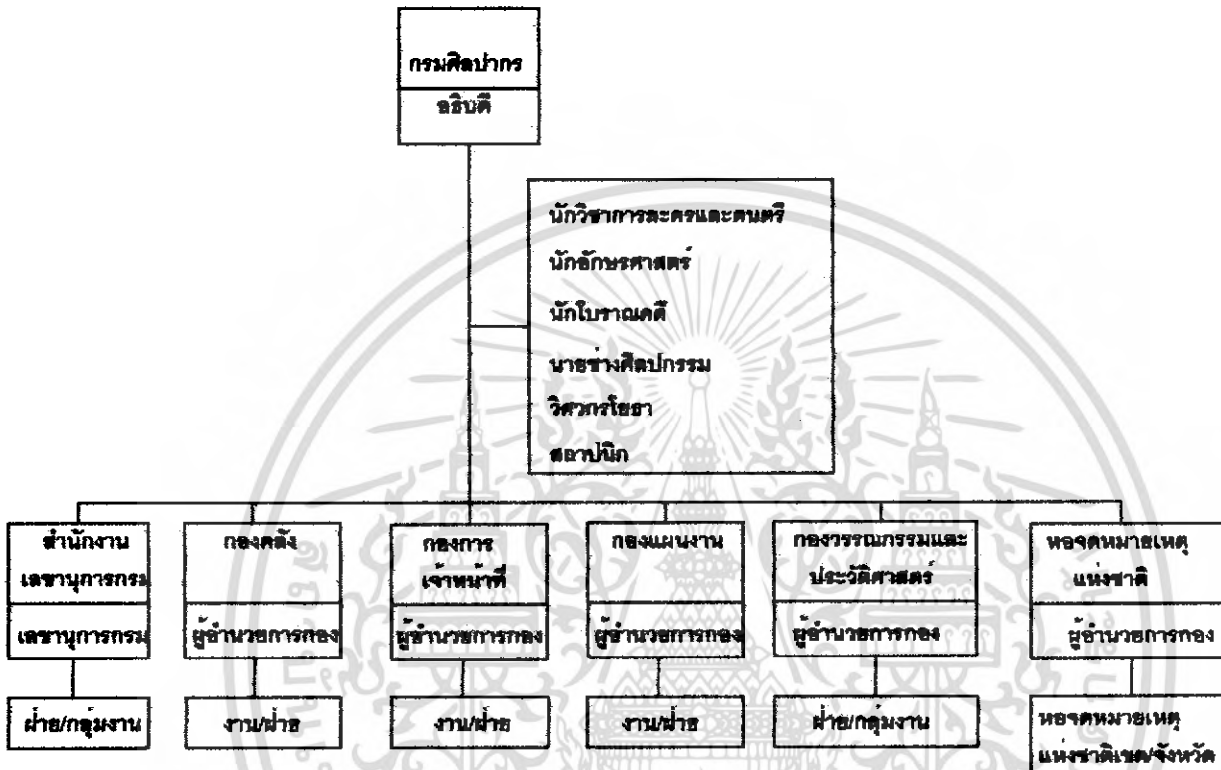 กรมศิลปากร
อธิบดี
นักวิชาการละครและดนตรี
นักอักษรศาสตร์
นักโบราณคดี
นายช่างศิลปกรรม
วิศวกรโยธา
สถาปนิก
สำนักงาน
เลขานุการกรม
เลขานุการกรม
ฝ่าย/กลุ่มงาน
กองคลัง
ผู้อำนวยการกอง
งาน/ฝ่าย
กองการ
เจ้าหน้าที่
ผู้อำนวยการกอง
งาน/ฝ่าย
กองแผนงาน
ผู้อำนวยการกอง
งาน/ฝ่าย
กองวรรณกรรมและ
ประวัติศาสตร์
ผู้อำนวยการกอง
ฝ่าย/กลุ่มงาน
หอจดหมายเหตุ
แห่งชาติ
ผู้อำนวยการกอง
หอจดหมายเหตุ
แห่งชาติเขต/จังหวัด